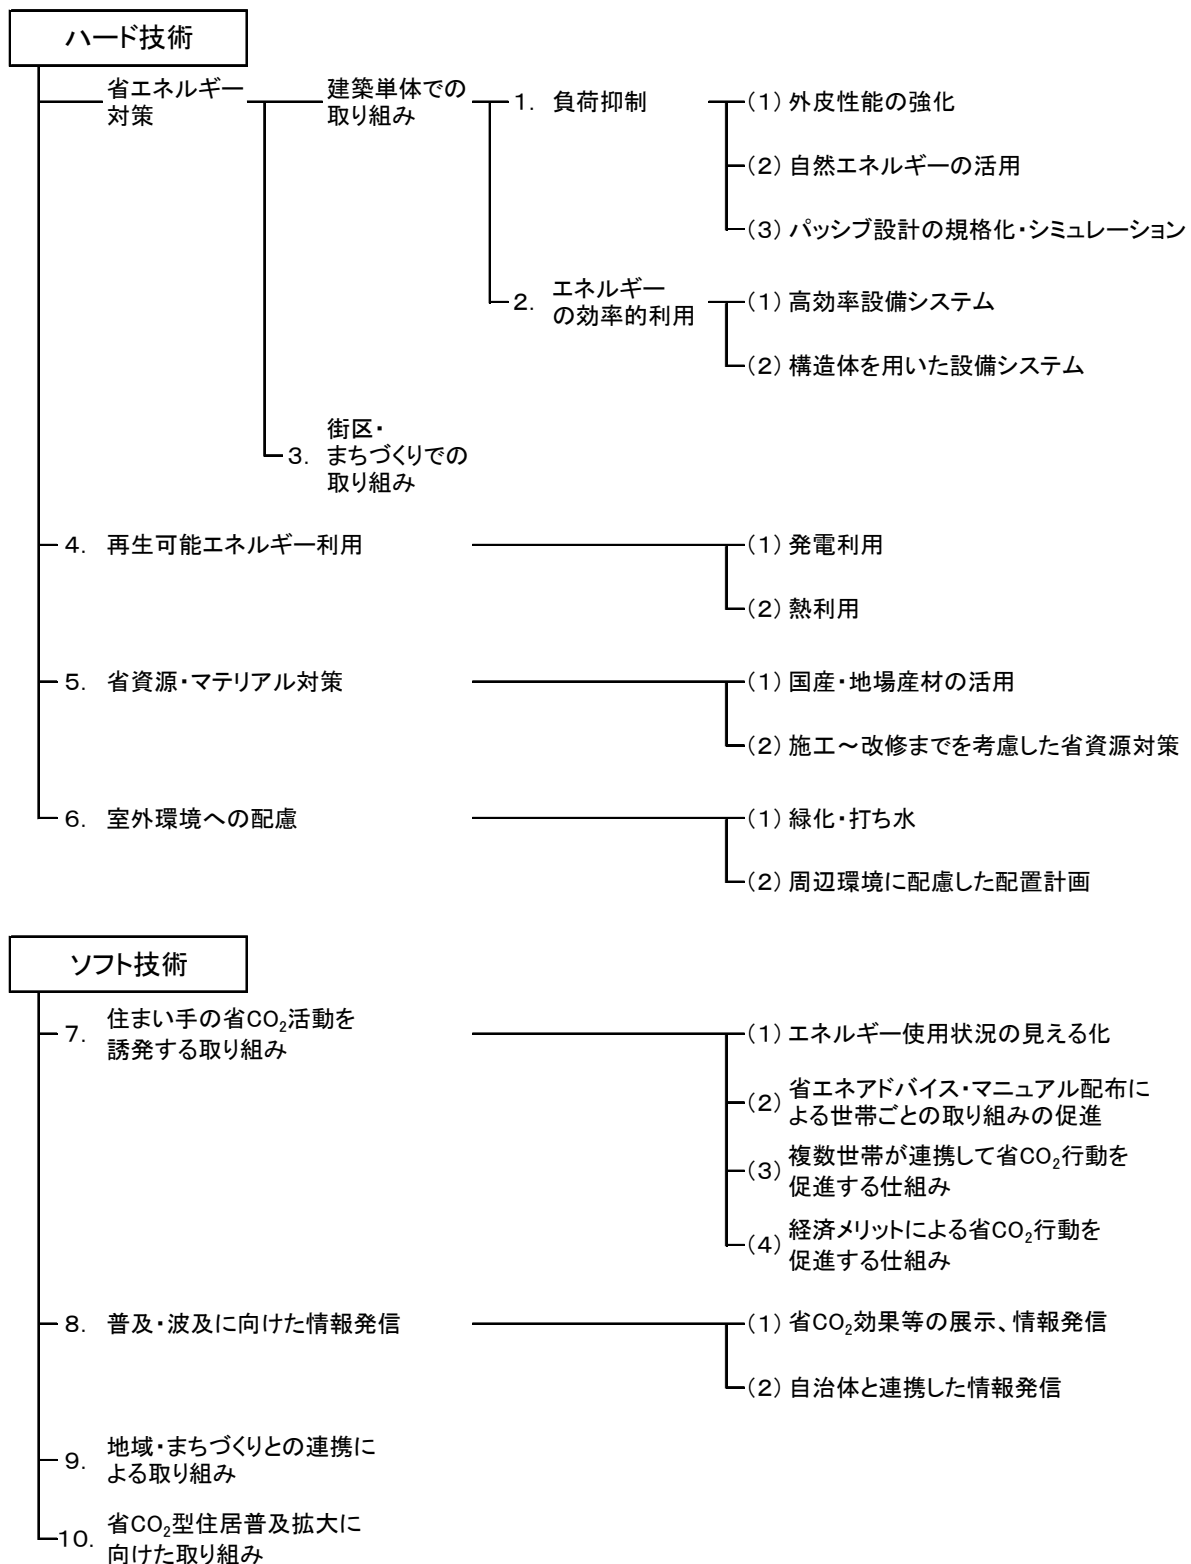 ハード技術
省エネルギー
対策
建築単体での
取り組み
1. 負荷抑制
(1) 外皮性能の強化
(2) 自然エネルギーの活用
(3) パッシブ設計の規格化・シミュレーション
2. エネルギー
の効率的利用
(1) 高効率設備システム
(2) 構造体を用いた設備システム
3. 街区・
まちづくりでの
取り組み
4. 再生可能エネルギー利用
(1) 発電利用
(2) 熱利用
5. 省資源・マテリアル対策
(1) 国産・地場産材の活用
(2) 施工～改修までを考慮した省資源対策
6. 室外環境への配慮
(1) 緑化・打ち水
(2) 周辺環境に配慮した配置計画
ソフト技術
7. 住まい手の省CO₂活動を
誘発する取り組み
(1) エネルギー使用状況の見える化
(2) 省エネアドバイス・マニュアル配布に
よる世帯ごとの取り組みの促進
(3) 複数世帯が連携して省CO₂行動を
促進する仕組み
(4) 経済メリットによる省CO₂行動を
促進する仕組み
8. 普及・波及に向けた情報発信
(1) 省CO₂効果等の展示、情報発信
(2) 自治体と連携した情報発信
9. 地域・まちづくりとの連携に
よる取り組み
10. 省CO₂型住居普及拡大に
向けた取り組み